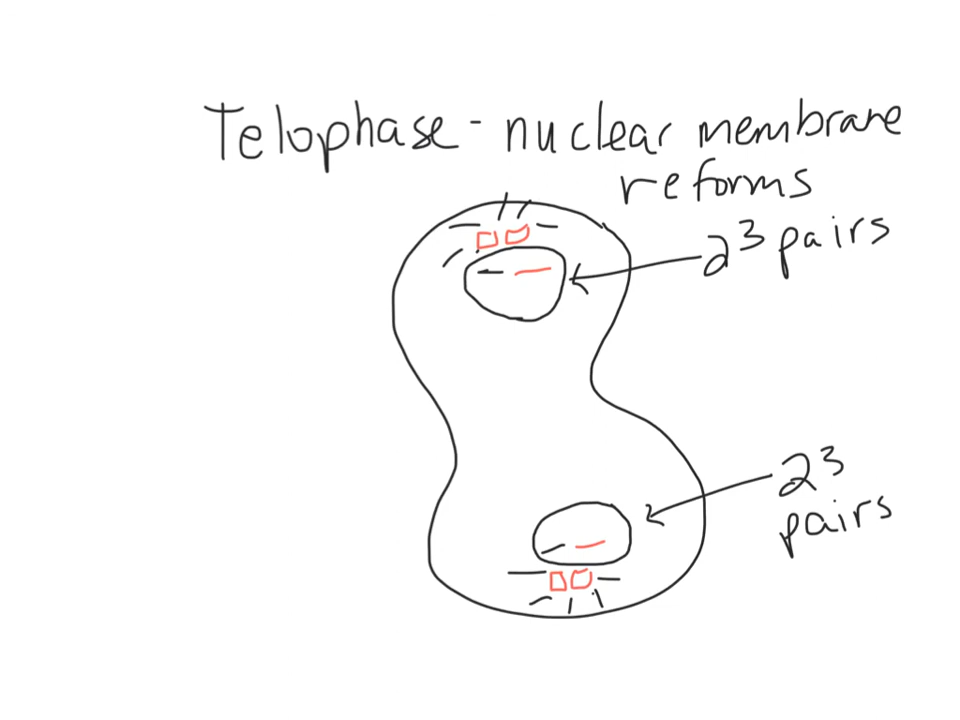 Telophase - nuclear membrane
reforms
23 pairs
23
pairs